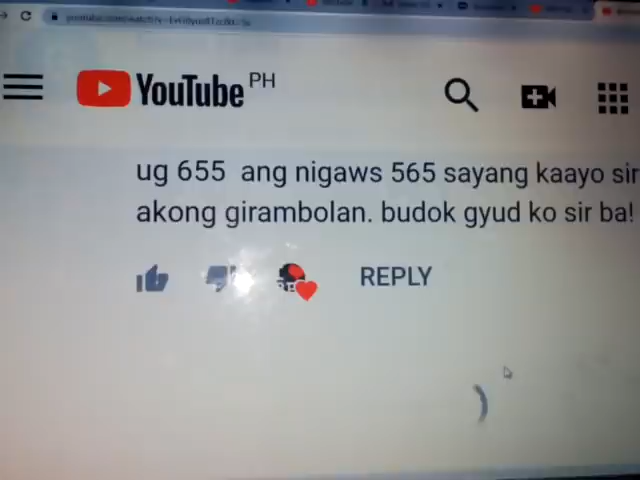 YouTube PH
ug 655 ang nigaws 565 sayang kaayo sir
akong girambolan. budok gyud ko sir ba!
REPLY